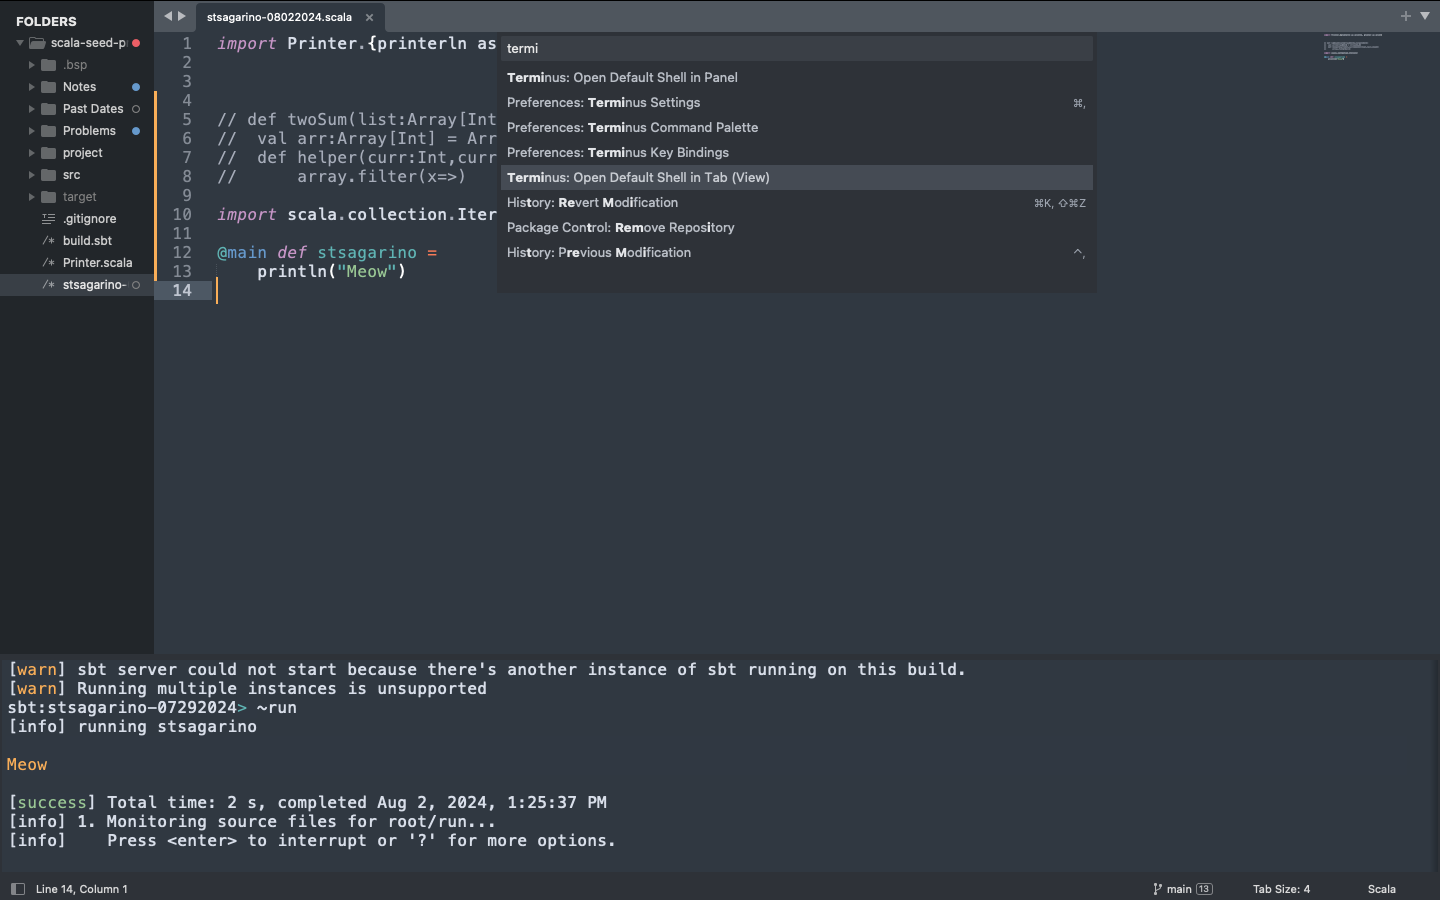 FOLDERS
scala-seed-p
.bsp
Notes
Past Dates
Problems
project
src
target
.gitignore
/* build.sbt
/* Printer.scala
/* stsagarino-
stsagarino-08022024.scala
1 import Printer.{println as
2
3
4
5 // def twoSum(list:Array[Int
6 //  val arr:Array[Int] = Arr
7 //  def helper(curr:Int,curr
8 //      array.filter(x=>)
9
10 import scala.collection.Iter
11
12 @main def stsagarino =
13     println("Meow")
14
termi
Terminus: Open Default Shell in Panel
Preferences: Terminus Settings ⌘,
Preferences: Terminus Command Palette
Preferences: Terminus Key Bindings
Terminus: Open Default Shell in Tab (View)
History: Revert Modification ⌘K, ⇧⌘Z
Package Control: Remove Repository
History: Previous Modification ^,
[warn] sbt server could not start because there's another instance of sbt running on this build.
[warn] Running multiple instances is unsupported
sbt:stsagarino-07292024> ~run
[info] running stsagarino
Meow
[success] Total time: 2 s, completed Aug 2, 2024, 1:25:37 PM
[info] 1. Monitoring source files for root/run...
[info]    Press <enter> to interrupt or '?' for more options.
Line 14, Column 1
main 13
Tab Size: 4
Scala